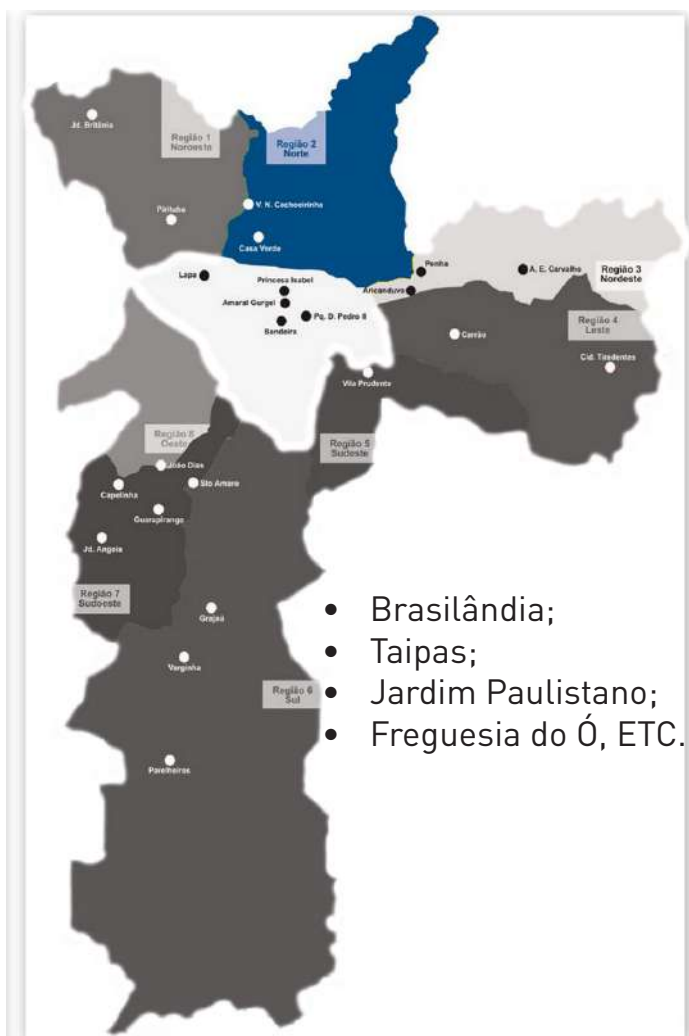 Jd. Britânia
Região 1
Noroeste
Região 2
Norte
Pirituba
V. N. Cachoeirinha
Casa Verde
Lapa
Princesa Isabel
Amaral Gurgel
Pq. D. Pedro II
Bandeira
Penha
Aricanduva
A. E. Carvalho
Região 3
Nordeste
Região 4
Leste
Carrão
Cid. Tiradentes
Vila Prudente
Região 5
Sudeste
Região 8
Oeste
João Dias
Sto Amaro
Capelinha
Guarapiranga
Jd. Angela
Região 7
Sudoeste
Grajaú
Varginha
Região 6
Sul
Parelheiros
• Brasilândia;
• Taipas;
• Jardim Paulistano;
• Freguesia do Ó, ETC.